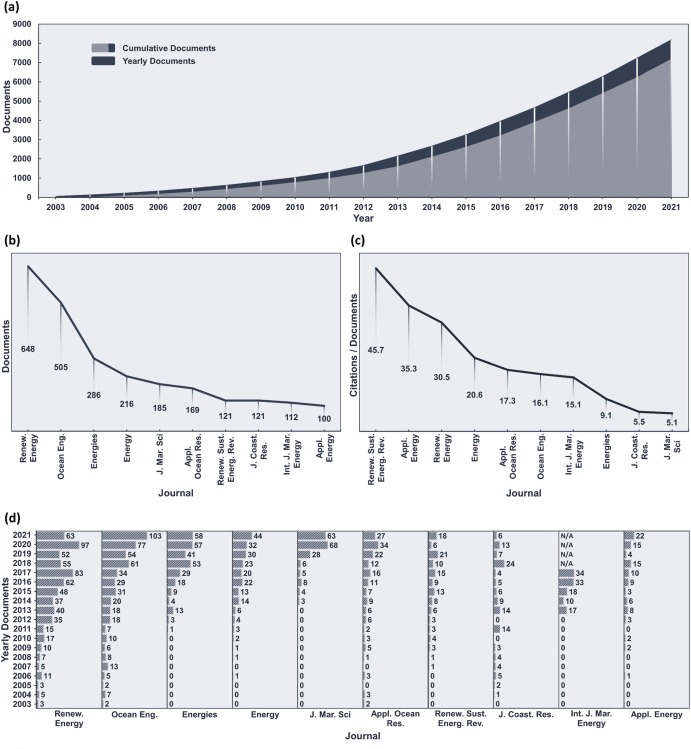 (a)
9000
8000
7000
6000
5000
4000
3000
2000
1000
0
Documents
Cumulative Documents
Yearly Documents
2003 2004 2005 2006 2007 2008 2009 2010 2011 2012 2013 2014 2015 2016 2017 2018 2019 2020 2021
Year
(b)
Documents
648 505 286 216 185 169 121 121 112 100
Renew. Energy
Ocean Eng.
Energies
Energy
J. Mar. Sci
Appl. Ocean Res.
Renew. Sust. Energ. Rev.
J. Coast. Res.
Int. J. Mar. Energy
Appl. Energy
Journal
(c)
Citations / Documents
45.7 35.3 30.5 20.6 17.3 16.1 15.1 9.1 5.5 5.1
Renew. Sust. Energ. Rev.
Appl. Energy
Renew. Energy
Energy
Appl. Ocean Res.
Ocean Eng.
Int. J. Mar. Energy
Energies
J. Coast. Res.
J. Mar. Sci
Journal
(d)
Yearly Documents
2021 63 103 58 44 63 27 18 6 N/A 22
2020 97 77 57 32 68 34 6 13 N/A 15
2019 52 54 41 30 28 22 21 7 N/A 4
2018 55 61 53 23 6 12 10 24 N/A 15
2017 83 34 29 20 5 16 15 4 34 10
2016 62 29 18 22 8 11 9 5 33 9
2015 48 31 9 13 4 7 13 6 18 3
2014 37 20 4 14 3 9 8 9 10 6
2013 40 18 13 6 0 6 4 14 17 8
2012 35 18 3 4 0 6 6 0 0 3
2011 15 7 1 3 0 2 3 14 0 0
2010 17 10 0 2 0 3 4 0 0 2
2009 10 6 0 1 0 5 3 3 0 2
2008 7 8 0 1 0 1 1 4 0 0
2007 5 13 0 0 0 0 1 4 0 0
2006 11 5 0 1 0 3 0 5 0 1
2005 3 2 0 0 0 0 0 2 0 0
2004 5 7 0 0 0 3 0 1 0 0
2003 3 2 0 0 0 2 0 0 0 0
Renew. Energy
Ocean Eng.
Energies
Energy
J. Mar. Sci
Appl. Ocean Res.
Renew. Sust. Energ. Rev.
J. Coast. Res.
Int. J. Mar. Energy
Appl. Energy
Journal